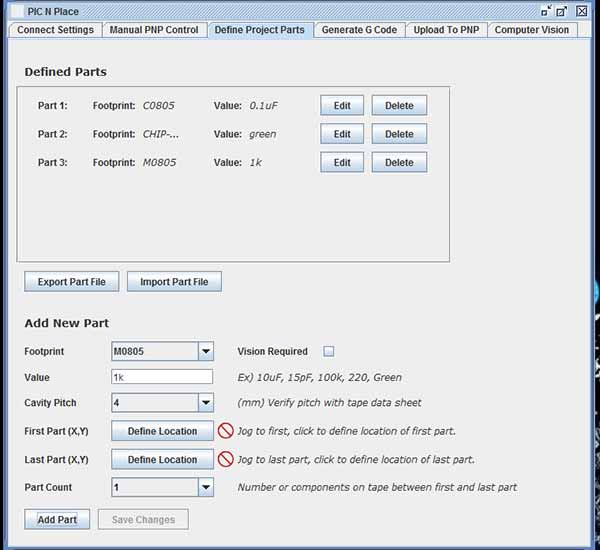 PIC N Place
Connect Settings Manual PNP Control Define Project Parts Generate G Code Upload To PNP Computer Vision
Defined Parts
Part 1: Footprint: C0805 Value: 0.1uF Edit Delete
Part 2: Footprint: CHIP-... Value: green Edit Delete
Part 3: Footprint: M0805 Value: 1k Edit Delete
Export Part File Import Part File
Add New Part
Footprint M0805 Vision Required
Value 1k Ex) 10uF, 15pF, 100k, 220, Green
Cavity Pitch 4 (mm) Verify pitch with tape data sheet
First Part (X,Y) Define Location Jog to first, click to define location of first part.
Last Part (X,Y) Define Location Jog to last part, click to define location of last part.
Part Count 1 Number or components on tape between first and last part
Add Part Save Changes